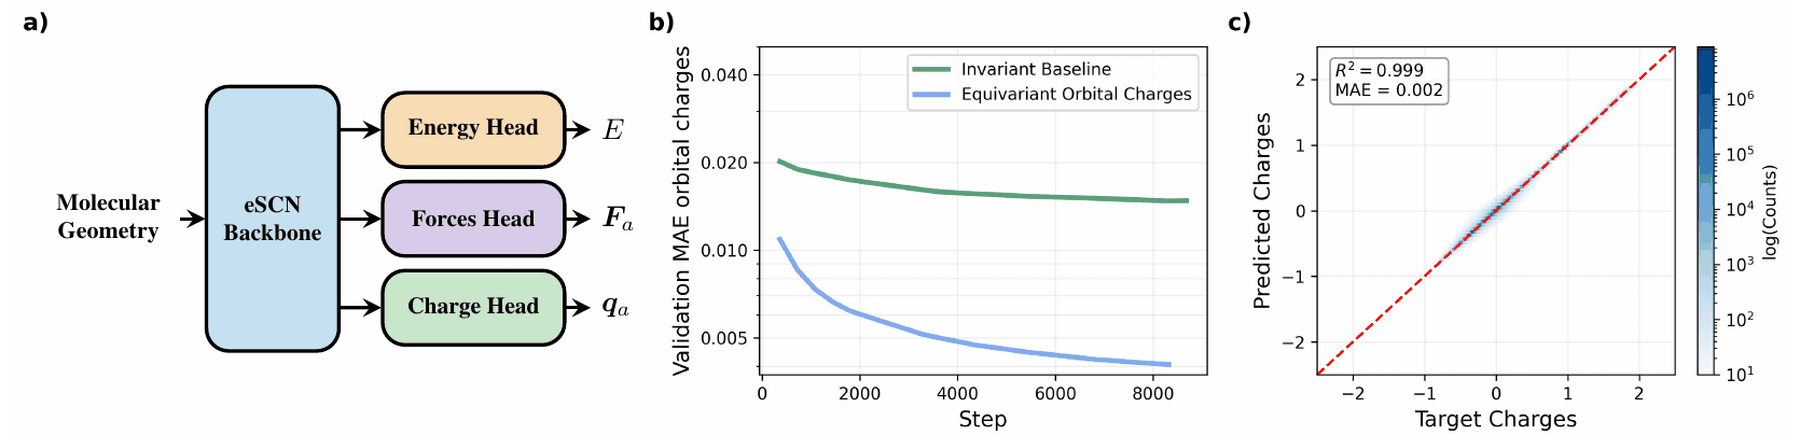 a)
Molecular
Geometry
eSCN
Backbone
Energy Head
E
Forces Head
Fₐ
Charge Head
qₐ
b)
Validation MAE orbital charges
0.040
0.020
0.010
0.005
0
2000
4000
6000
8000
Step
Invariant Baseline
Equivariant Orbital Charges
c)
R² = 0.999
MAE = 0.002
Predicted Charges
2
1
0
−1
−2
−2
−1
0
1
2
Target Charges
10⁶
10⁵
10⁴
10³
10²
10¹
log(Counts)